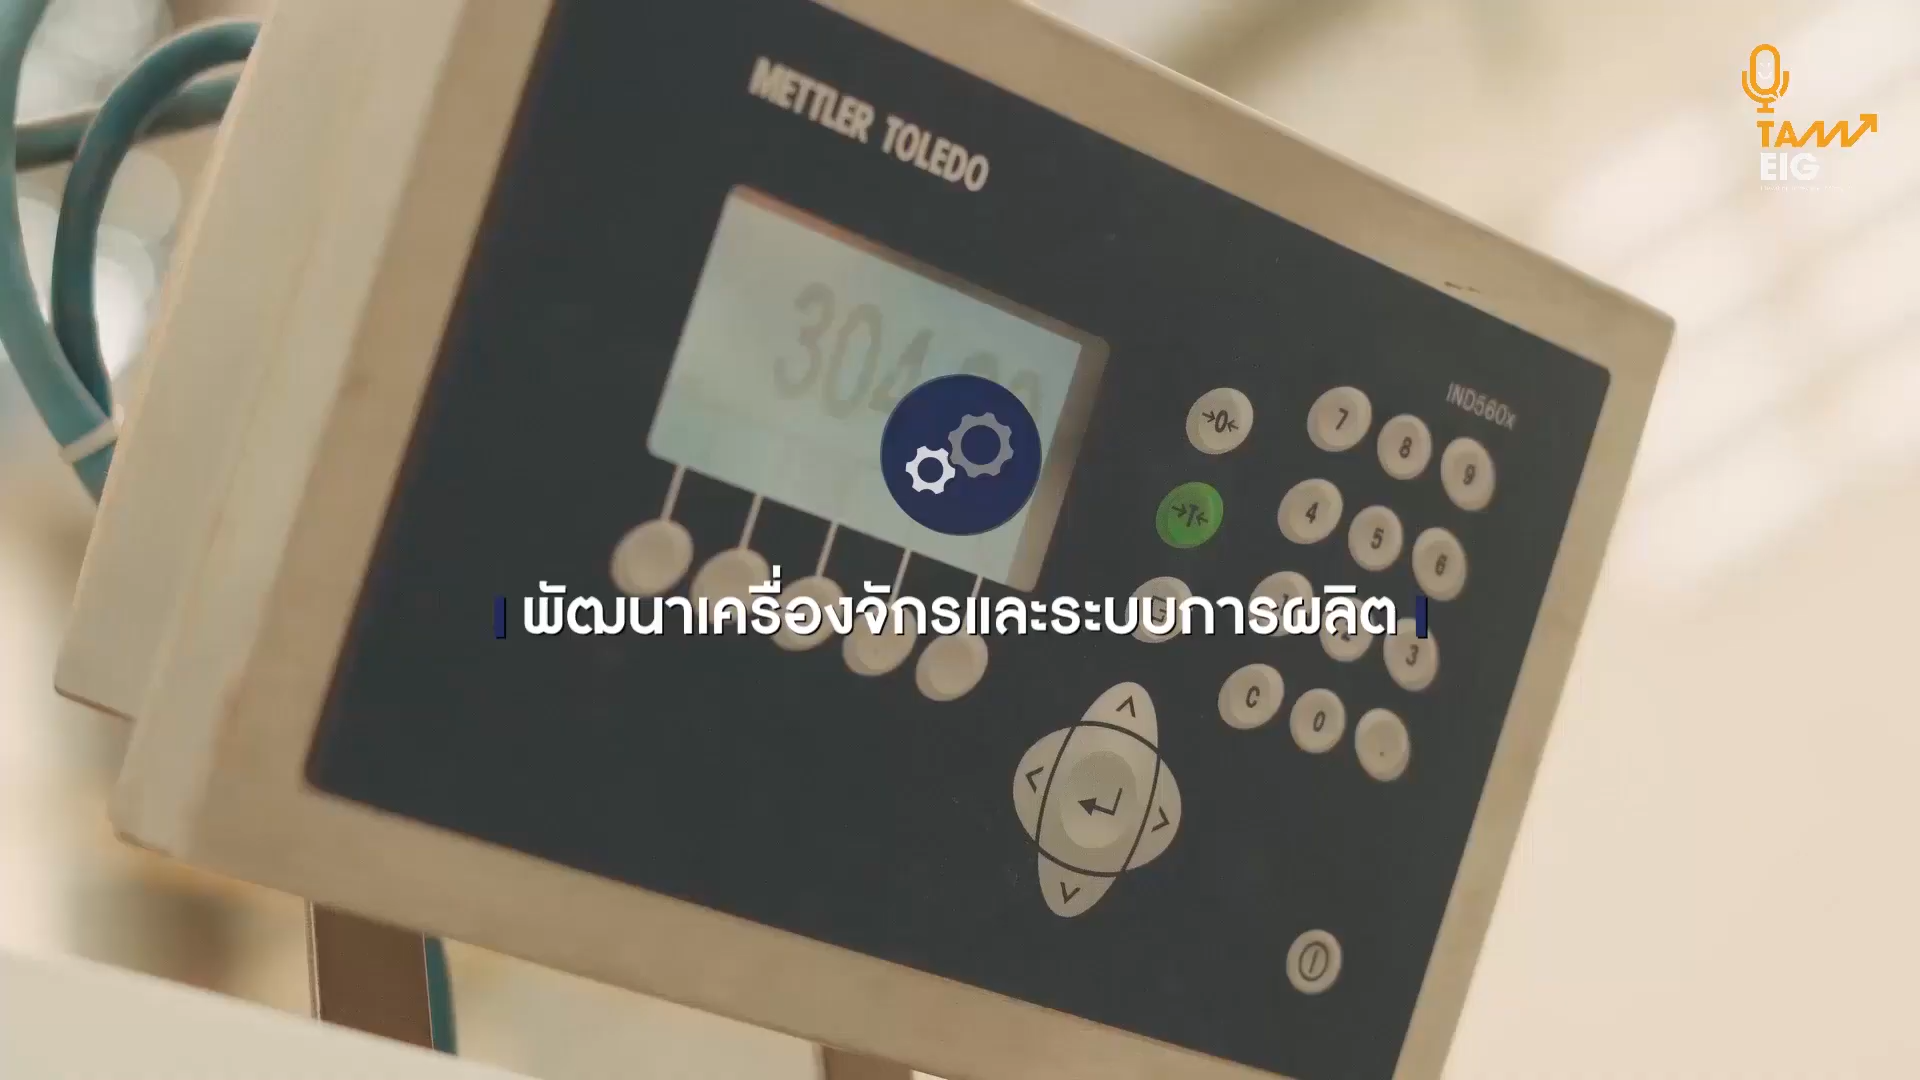 METTLER TOLEDO
TAM
EIG
304
IND560x
→0←
7
8
9
→T←
4
5
6
พัฒนาเครื่องจักรและระบบการผลิต
3
C
0
.